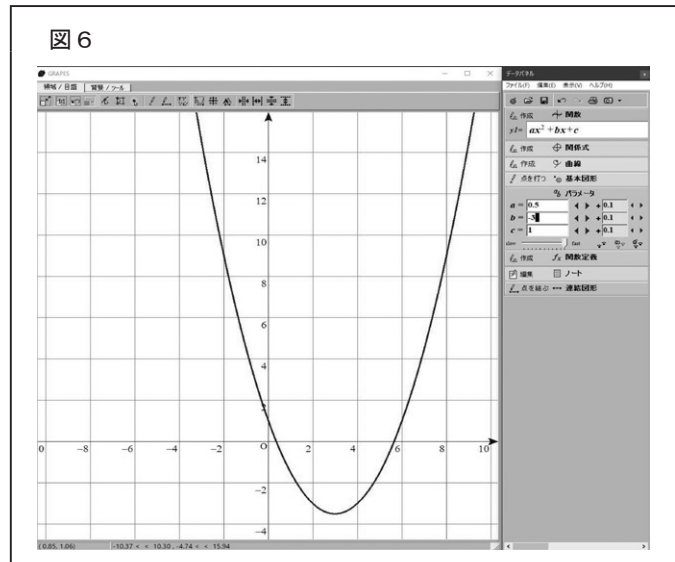 図6
GRAPES
領域 / 目盛 背景 / ツール
データパネル
ファイル(F) 編集(E) 表示(V) ヘルプ(H)
作成 関数
y1= ax²+bx+c
作成 関係式
作成 曲線
点を打つ 基本図形
パラメータ
a = 0.5 +0.1
b = -3 +0.1
c = 1 +0.1
slow fast
作成 関数定義
編集 ノート
点を結ぶ 連結図形
14
12
10
8
6
4
2
0 -8 -6 -4 -2 O 2 4 6 8 10
-2
-4
(0.85, 1.06) -10.37 < < 10.30 , -4.74 < < 15.94